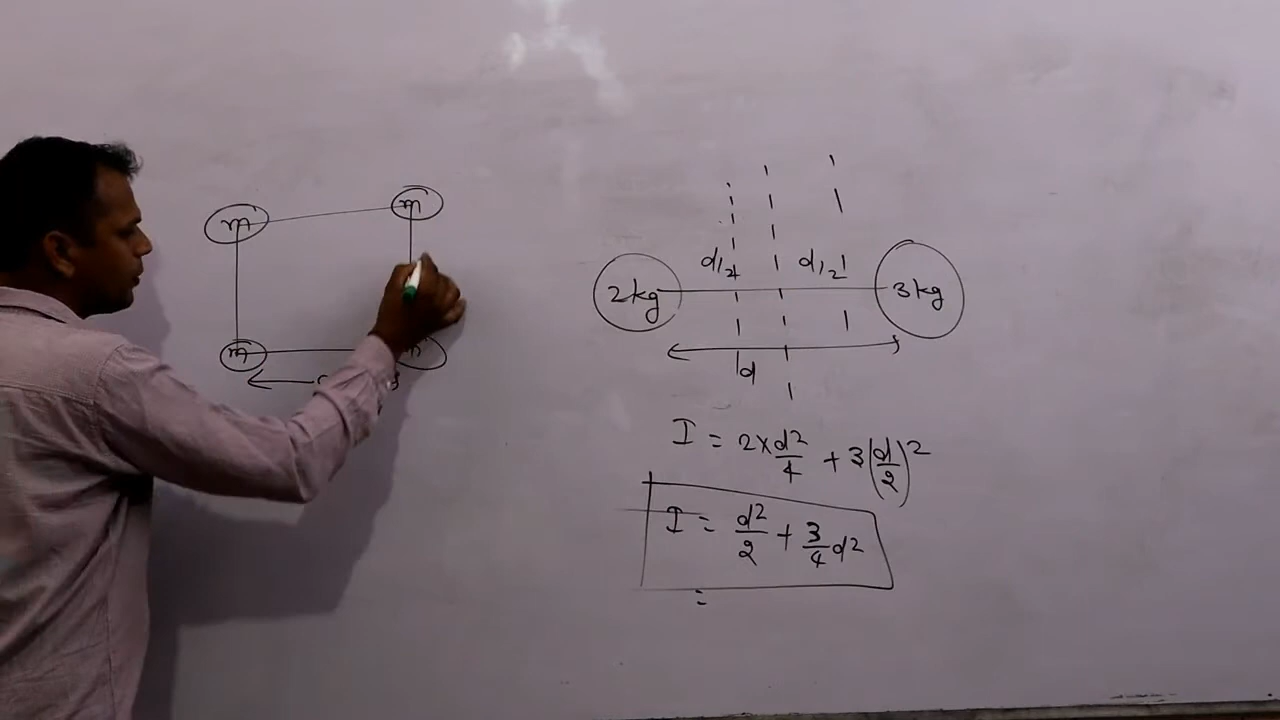 m m
m
d/2 d/2
2kg 3kg
d
I = 2×d²/4 + 3(d/2)²
I = d²/2 + 3/4 d²
=